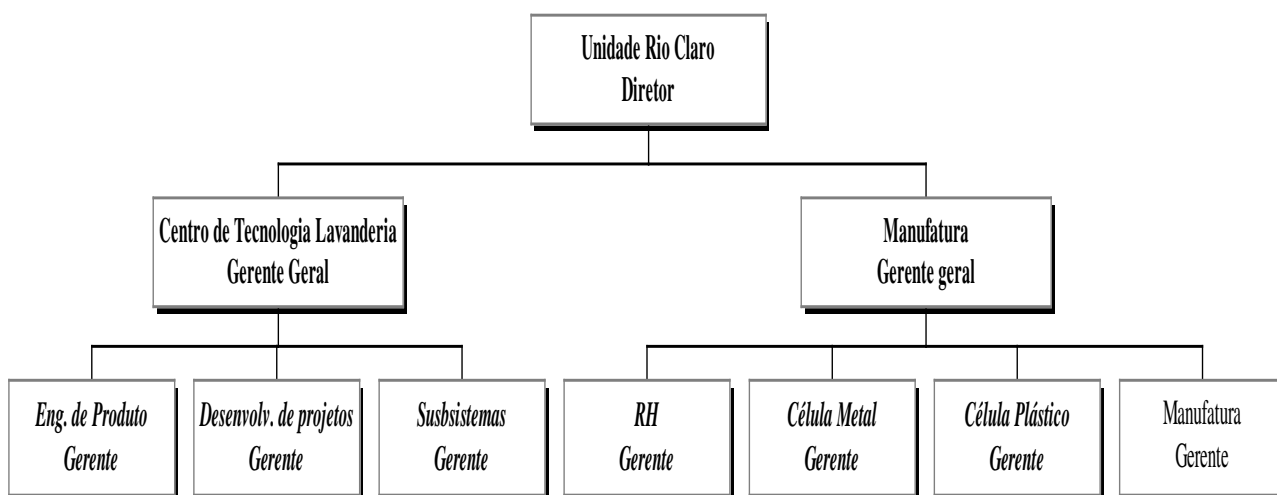 Unidade Rio Claro
Diretor
Centro de Tecnologia Lavanderia
Gerente Geral
Manufatura
Gerente geral
Eng. de Produto
Gerente
Desenvolv. de projetos
Gerente
Susbsistemas
Gerente
RH
Gerente
Célula Metal
Gerente
Célula Plástico
Gerente
Manufatura
Gerente